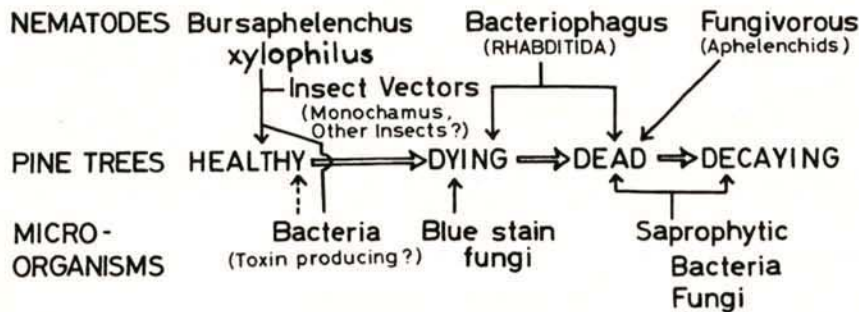 NEMATODES Bursaphelenchus Bacteriophagus Fungivorous
xylophilus (RHABDITIDA) (Aphelenchids)
Insect Vectors
(Monochamus,
Other Insects?)
PINE TREES HEALTHY DYING DEAD DECAYING
MICRO- Bacteria Blue stain Saprophytic
ORGANISMS (Toxin producing?) fungi Bacteria
Fungi